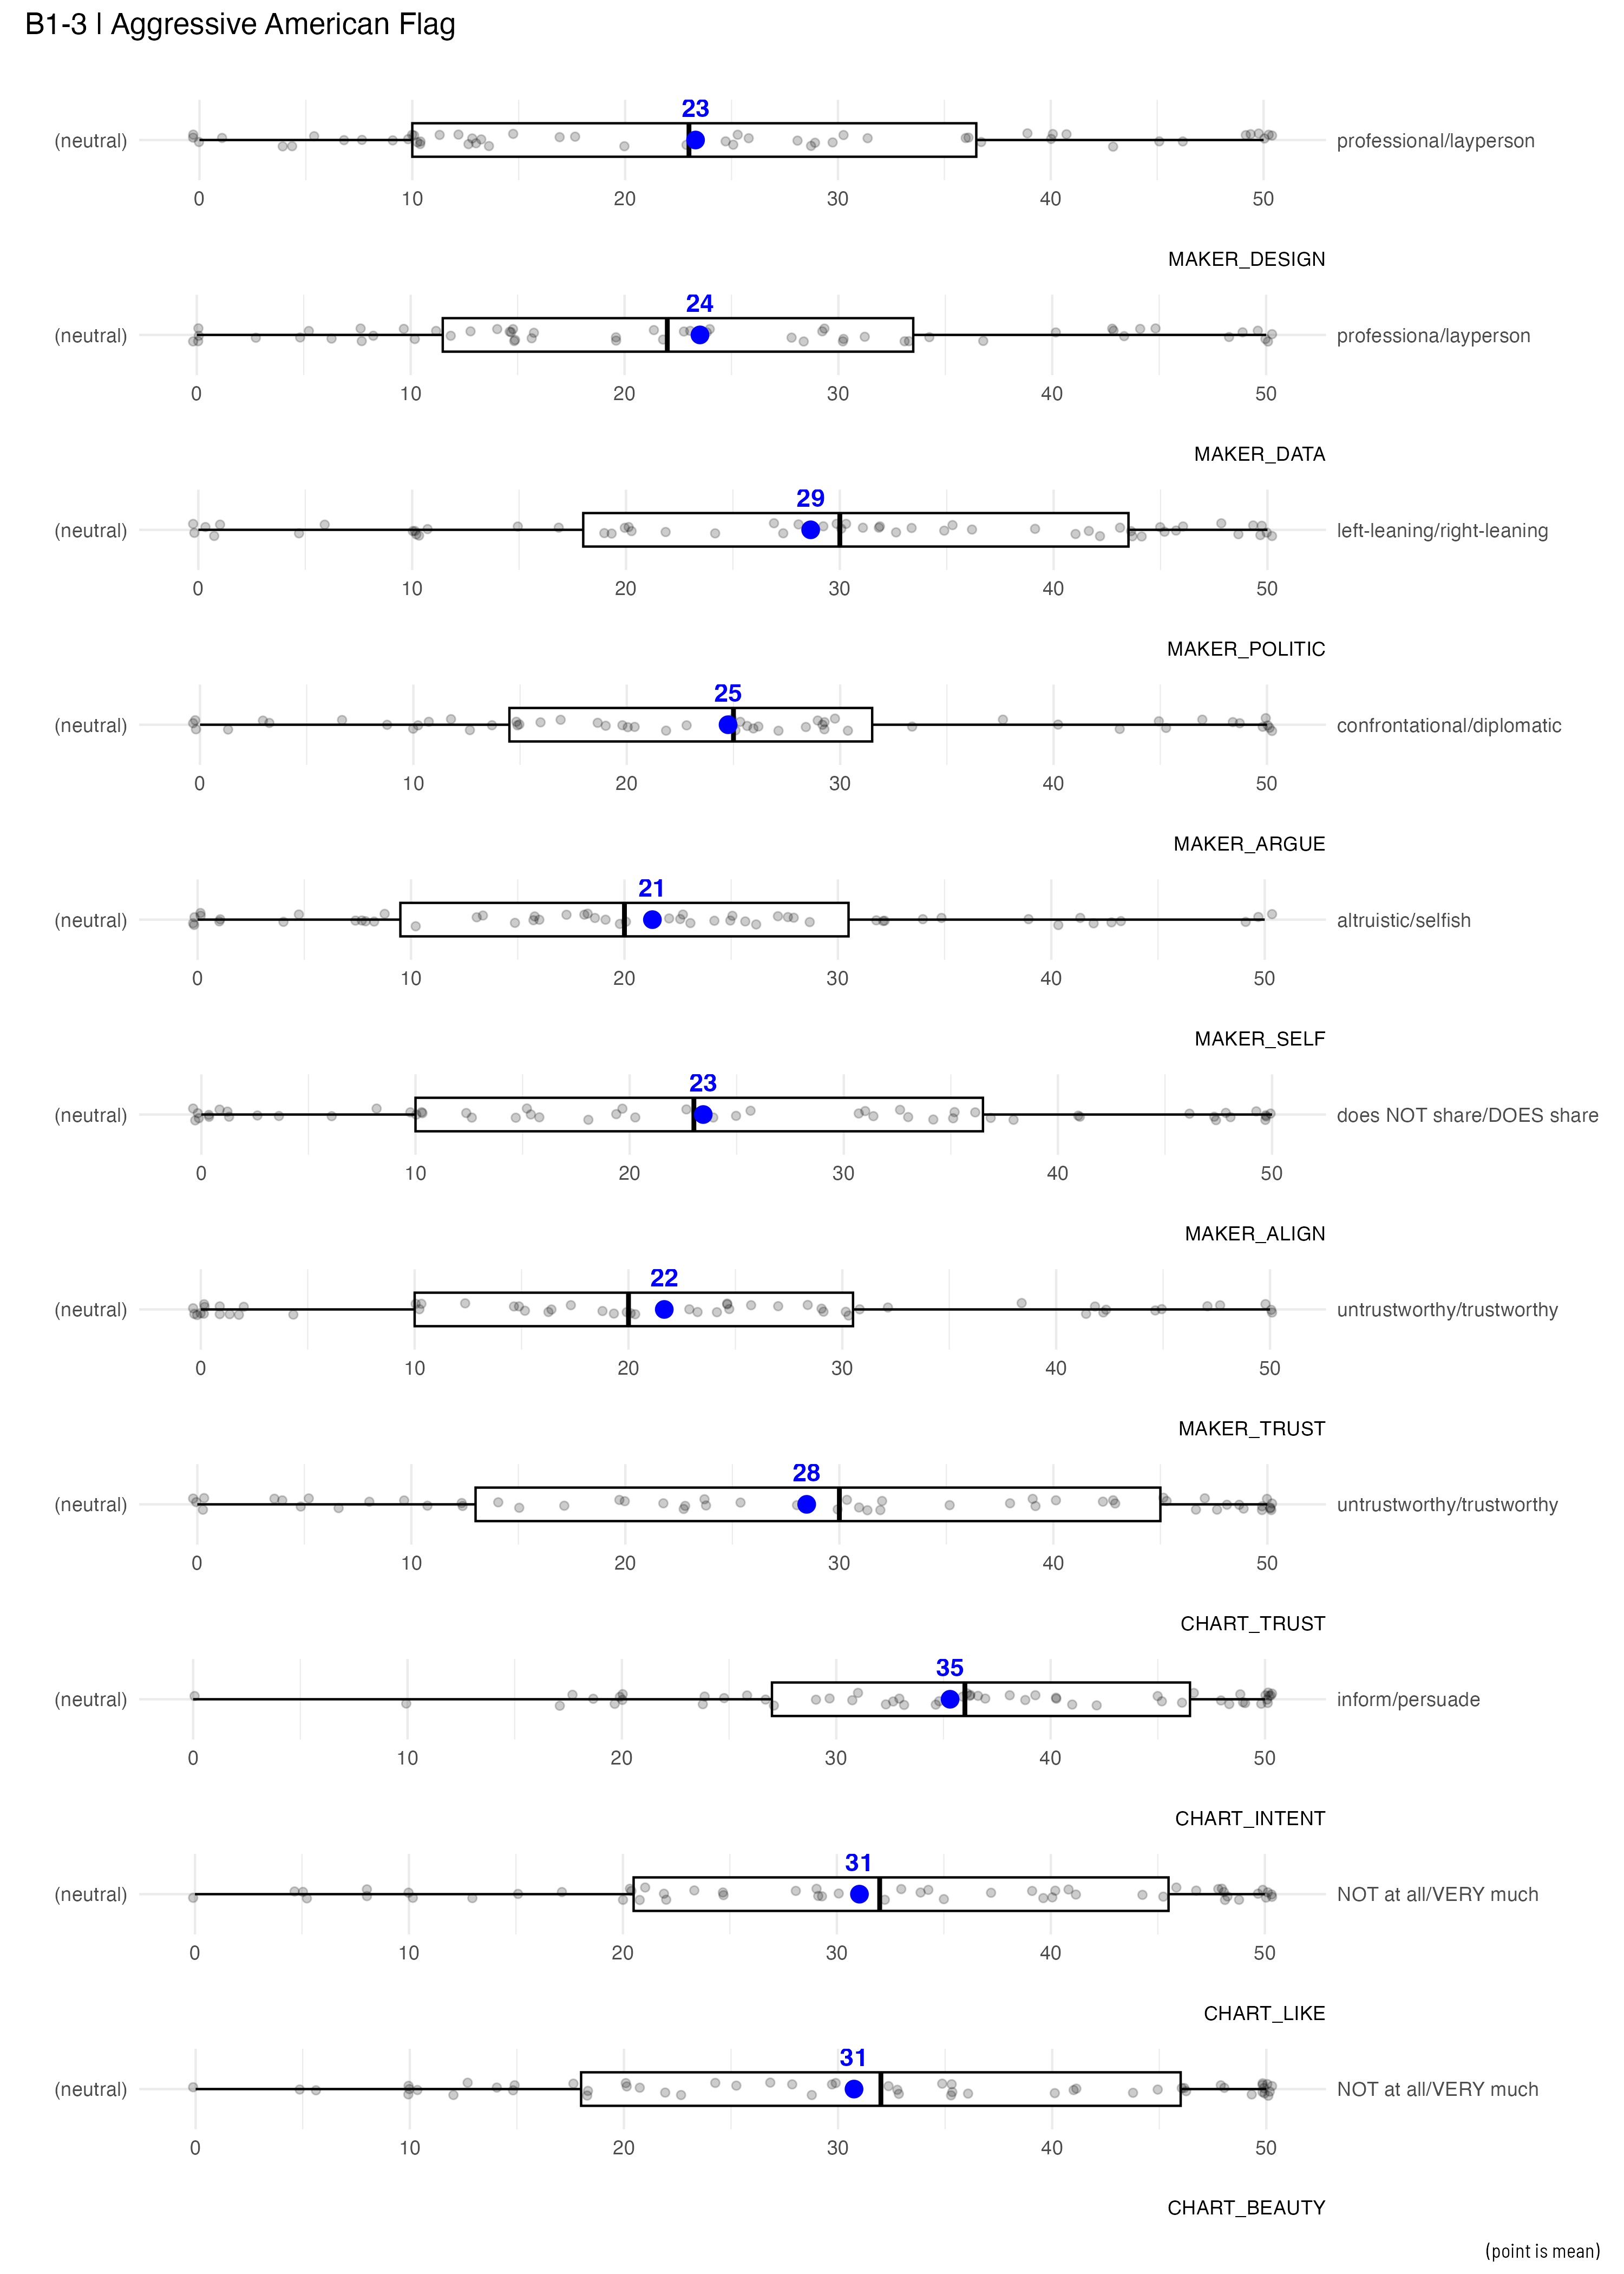 B1-3 | Aggressive American Flag
23
(neutral) professional/layperson
0 10 20 30 40 50
MAKER_DESIGN
24
(neutral) professiona/layperson
0 10 20 30 40 50
MAKER_DATA
29
(neutral) left-leaning/right-leaning
0 10 20 30 40 50
MAKER_POLITIC
25
(neutral) confrontational/diplomatic
0 10 20 30 40 50
MAKER_ARGUE
21
(neutral) altruistic/selfish
0 10 20 30 40 50
MAKER_SELF
23
(neutral) does NOT share/DOES share
0 10 20 30 40 50
MAKER_ALIGN
22
(neutral) untrustworthy/trustworthy
0 10 20 30 40 50
MAKER_TRUST
28
(neutral) untrustworthy/trustworthy
0 10 20 30 40 50
CHART_TRUST
35
(neutral) inform/persuade
0 10 20 30 40 50
CHART_INTENT
31
(neutral) NOT at all/VERY much
0 10 20 30 40 50
CHART_LIKE
31
(neutral) NOT at all/VERY much
0 10 20 30 40 50
CHART_BEAUTY
(point is mean)